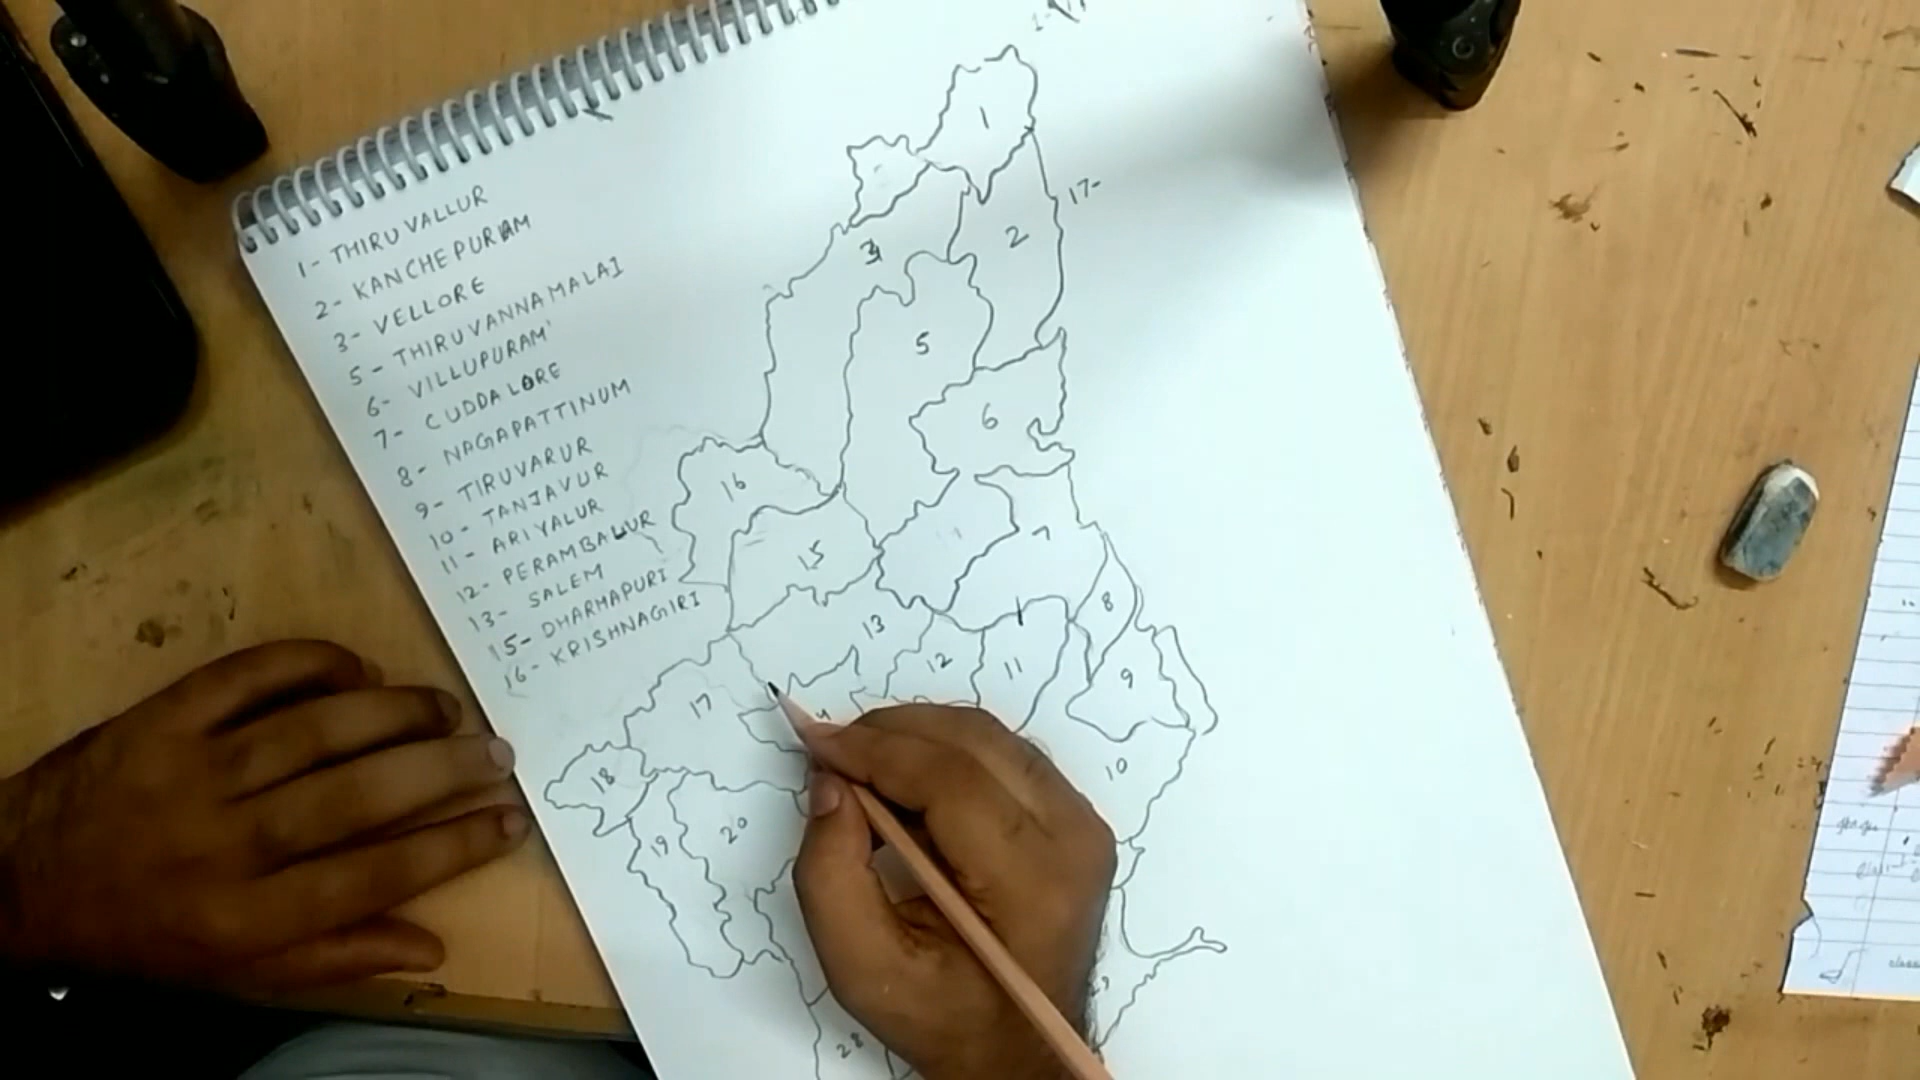 1- THIRUVALLUR
2- KANCHEPURAM
3- VELLORE
5- THIRUVANNAMALAI
6- VILLUPURAM
7- CUDDALORE
8- NAGAPATTINUM
9- TIRUVARUR
10- TANJAVUR
11- ARIYALUR
12- PERAMBALUR
13- SALEM
15- DHARMAPURI
16- KRISHNAGIRI
1
17-
2
3
5
6
16
15
7
8
13
12
11
9
17
10
18
20
19
28